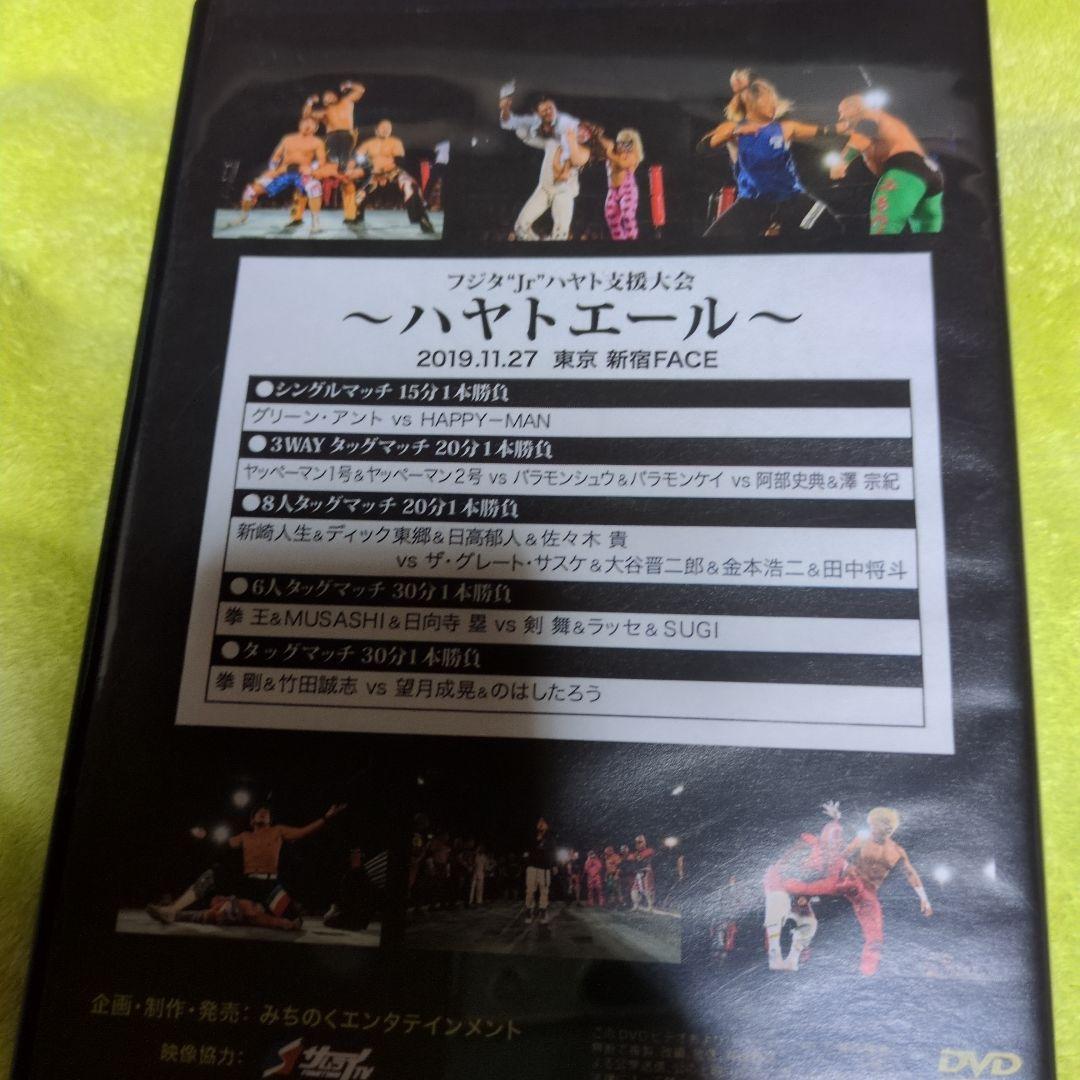 フジタ“Jr”ハヤト支援大会
～ハヤトエール～
2019.11.27 東京 新宿FACE
●シングルマッチ 15分1本勝負
グリーン・アント vs HAPPY－MAN
●3WAY タッグマッチ 20分1本勝負
ヤッペーマン1号&ヤッペーマン2号 vs バラモンシュウ&バラモンケイ vs 阿部史典&澤 宗紀
●8人タッグマッチ 20分1本勝負
新崎人生&ディック東郷&日高郁人&佐々木 貴
vs ザ・グレート・サスケ&大谷晋二郎&金本浩二&田中将斗
●6人タッグマッチ 30分1本勝負
拳 王&MUSASHI&日向寺 塁 vs 剣 舞&ラッセ&SUGI
●タッグマッチ 30分1本勝負
拳 剛&竹田誠志 vs 望月成晃&のはしたろう
企画・制作・発売：みちのくエンタテインメント
映像協力：
サムライTV
DVD